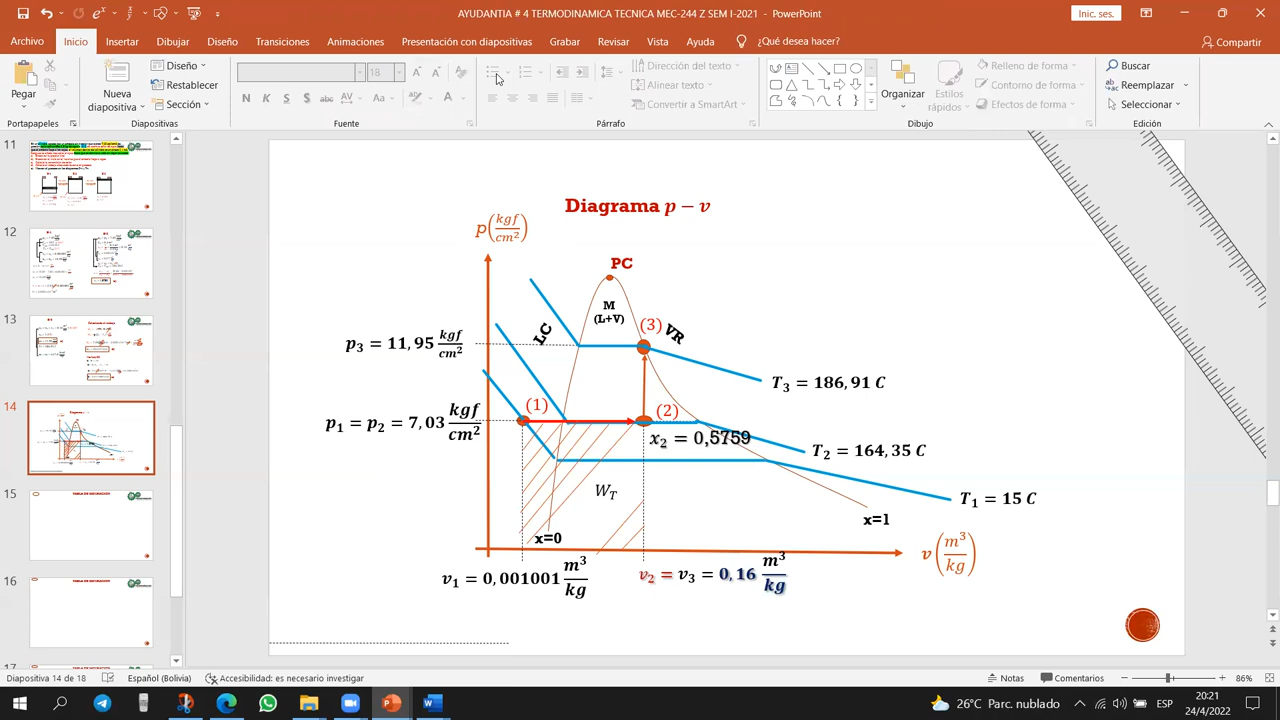 AYUDANTIA # 4 TERMODINAMICA TECNICA MEC-244 Z SEM I-2021 - PowerPoint
Inic. ses.
Archivo Inicio Insertar Dibujar Diseño Transiciones Animaciones Presentación con diapositivas Grabar Revisar Vista Ayuda ¿Qué desea hacer? Compartir
Pegar
Nueva diapositiva
Diseño
Restablecer
Sección
18
N K S S abc AV Aa A
Dirección del texto
Alinear texto
Convertir a SmartArt
Organizar
Estilos rápidos
Relleno de forma
Contorno de forma
Efectos de forma
Buscar
Reemplazar
Seleccionar
Portapapeles Diapositivas Fuente Párrafo Dibujo Edición
11
12
13
14
15
16
17
Diagrama p − v
p(kgf/cm²)
PC
M
(L+V)
LC
(3) VR
p₃ = 11,95 kgf/cm²
T₃ = 186,91 C
(1)
(2)
p₁ = p₂ = 7,03 kgf/cm²
x₂ = 0,5759
T₂ = 164,35 C
W_T
T₁ = 15 C
x=1
x=0
v (m³/kg)
v₁ = 0,001001 m³/kg
v₂ = v₃ = 0,16 m³/kg
Diapositiva 14 de 18 Español (Bolivia) Accesibilidad: es necesario investigar Notas Comentarios 86%
26°C Parc. nublado ESP
20:21
24/4/2022